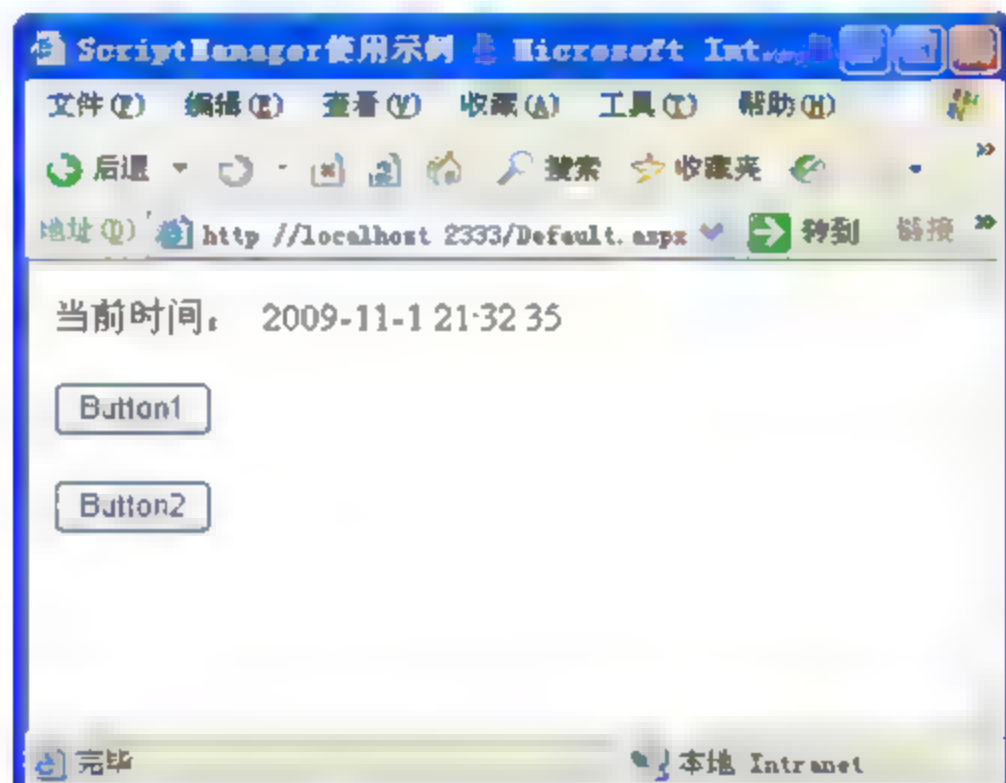 ScriptManager使用示例 - Microsoft Int...
文件(F) 编辑(E) 查看(V) 收藏(A) 工具(T) 帮助(H)
后退 搜索 收藏夹 »
地址(D) http //localhost 2333/Default.aspx 转到 链接 »
当前时间: 2009-11-1 21:32 35
Button1
Button2
完毕 本地 Intranet